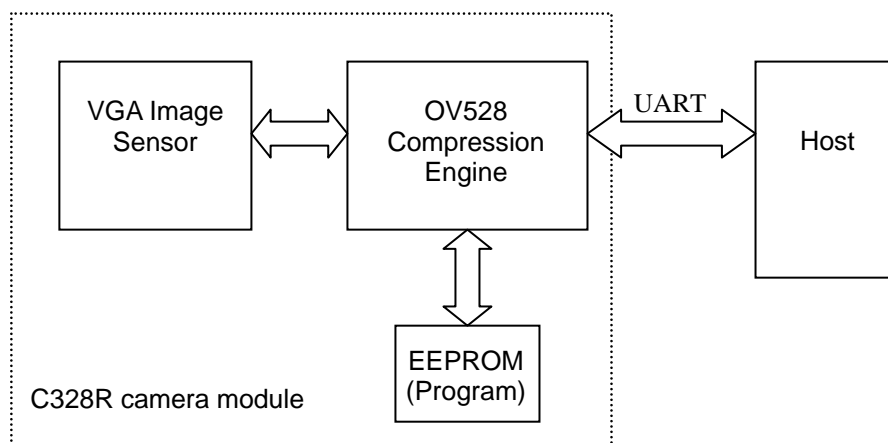 VGA Image
Sensor
OV528
Compression
Engine
UART
Host
EEPROM
(Program)
C328R camera module